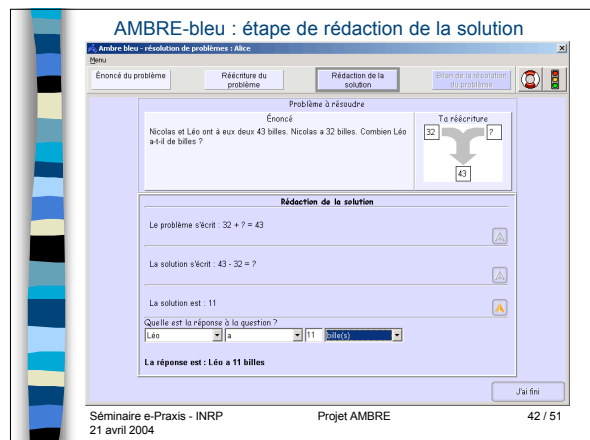 AMBRE-bleu : étape de rédaction de la solution
Ambre bleu - résolution de problèmes : Alice
Menu
Énoncé du problème
Réécriture du problème
Rédaction de la solution
Bilan de la résolution du problème
Problème à résoudre
Énoncé
Nicolas et Léo ont à eux deux 43 billes. Nicolas a 32 billes. Combien Léo
a-t-il de billes ?
Ta réécriture
32 ?
43
Rédaction de la solution
Le problème s'écrit : 32 + ? = 43
La solution s'écrit : 43 - 32 = ?
La solution est : 11
Quelle est la réponse à la question ?
Léo a 11 bille(s)
La réponse est : Léo a 11 billes
J'ai fini
Séminaire e-Praxis - INRP Projet AMBRE 42 / 51
21 avril 2004